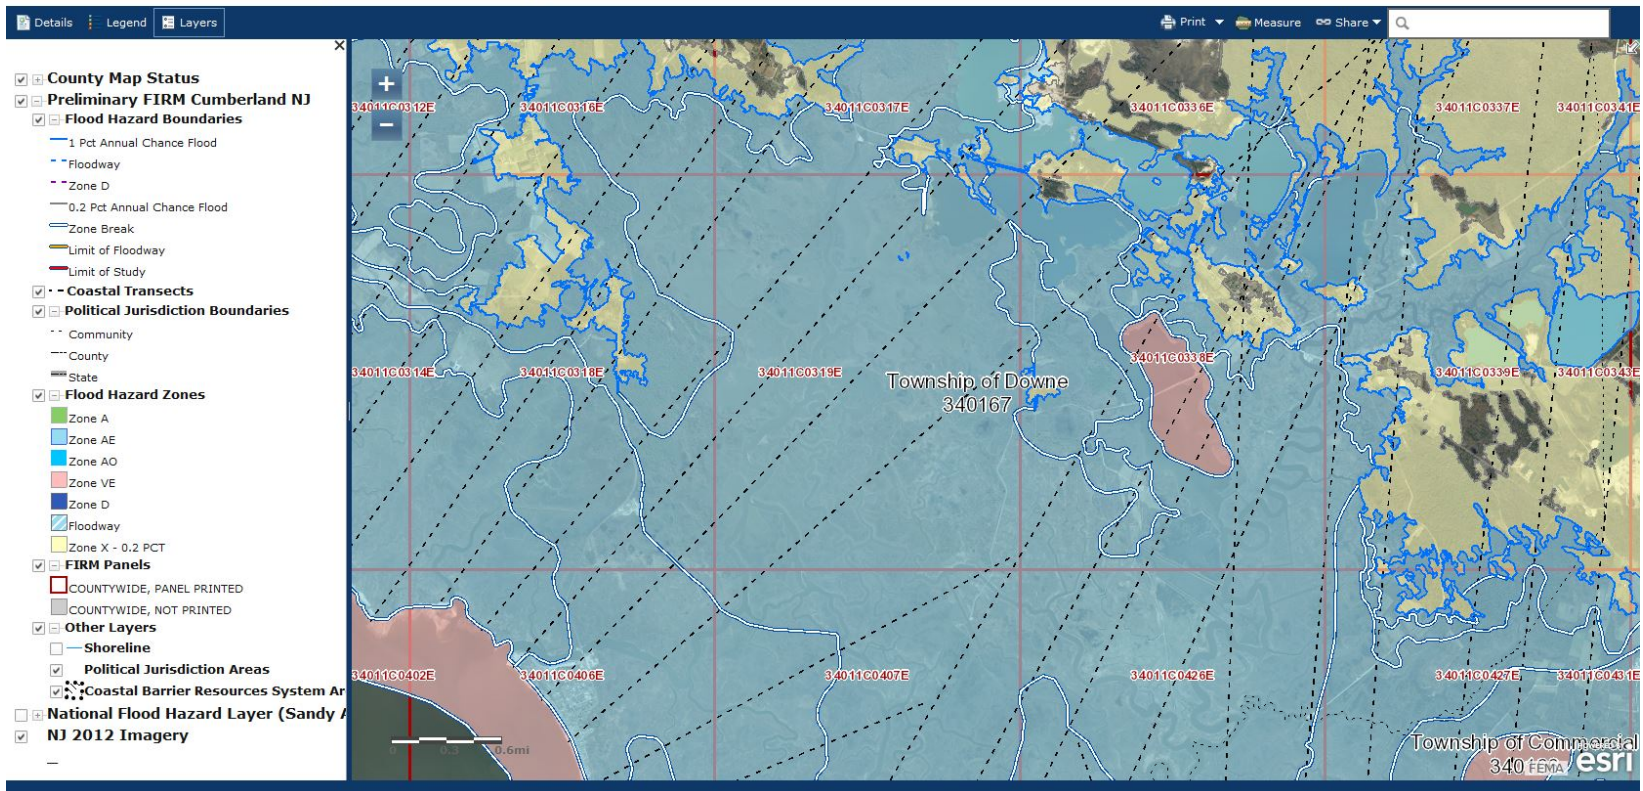 Details Legend Layers Print Measure Share
County Map Status
Preliminary FIRM Cumberland NJ
Flood Hazard Boundaries
1 Pct Annual Chance Flood
Floodway
Zone D
0.2 Pct Annual Chance Flood
Zone Break
Limit of Floodway
Limit of Study
Coastal Transects
Political Jurisdiction Boundaries
Community
County
State
Flood Hazard Zones
Zone A
Zone AE
Zone AO
Zone VE
Zone D
Floodway
Zone X - 0.2 PCT
FIRM Panels
COUNTYWIDE, PANEL PRINTED
COUNTYWIDE, NOT PRINTED
Other Layers
Shoreline
Political Jurisdiction Areas
Coastal Barrier Resources System Ar
National Flood Hazard Layer (Sandy A
NJ 2012 Imagery
34011C0312E 34011C0316E 34011C0317E 34011C0336E 34011C0337E 34011C0341E
34011C0314E 34011C0318E 34011C0319E 34011C0338E 34011C0339E 34011C0343E
Township of Downe
340167
34011C0402E 34011C0406E 34011C0407E 34011C0426E 34011C0427E 34011C0431E
0 0.3 0.6mi
Township of Commercial
FEMA
esri